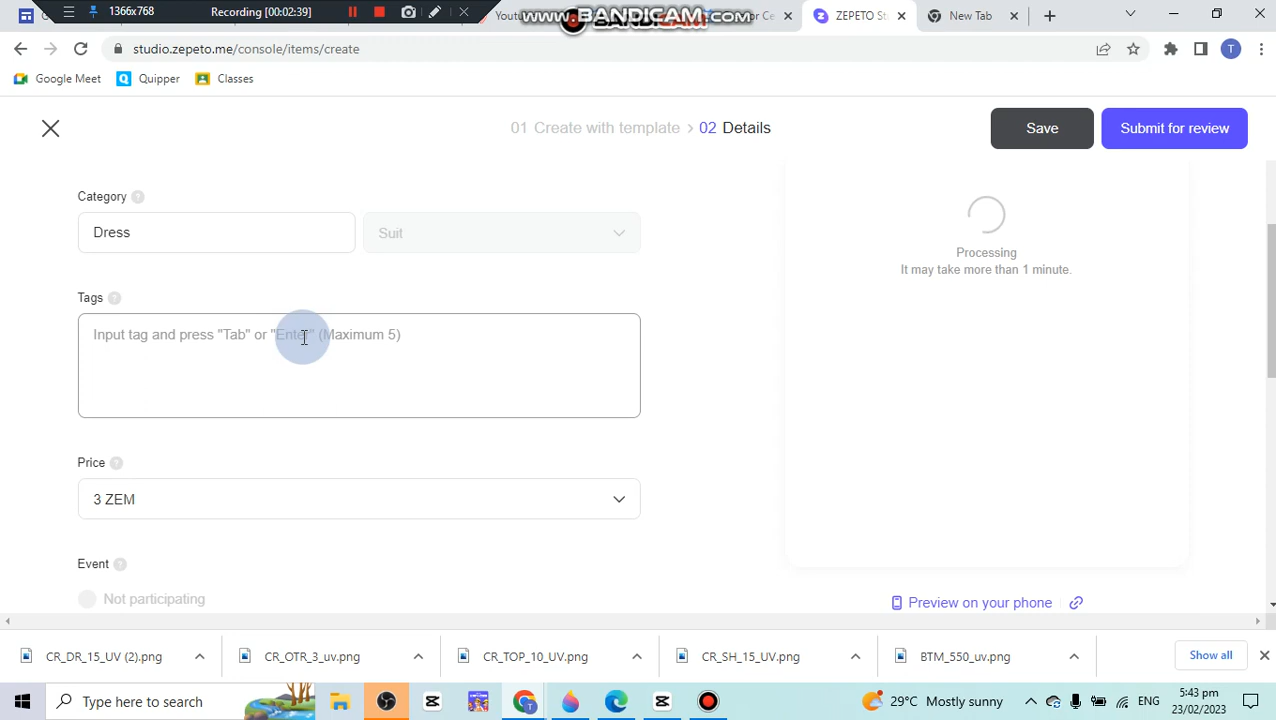 1366x768
Recording [00:02:39]
www.BANDICAM.com
Youtu
or Ce
ZEPETO St
New Tab
studio.zepeto.me/console/items/create
T
Google Meet
Quipper
Classes
01 Create with template > 02 Details
Save
Submit for review
Category ?
Dress
Suit
Tags ?
Input tag and press "Tab" or "Enter" (Maximum 5)
Price ?
3 ZEM
Event ?
Not participating
Processing
It may take more than 1 minute.
Preview on your phone
CR_DR_15_UV (2).png
CR_OTR_3_uv.png
CR_TOP_10_UV.png
CR_SH_15_UV.png
BTM_550_uv.png
Show all
Type here to search
29°C Mostly sunny
ENG
5:43 pm
23/02/2023